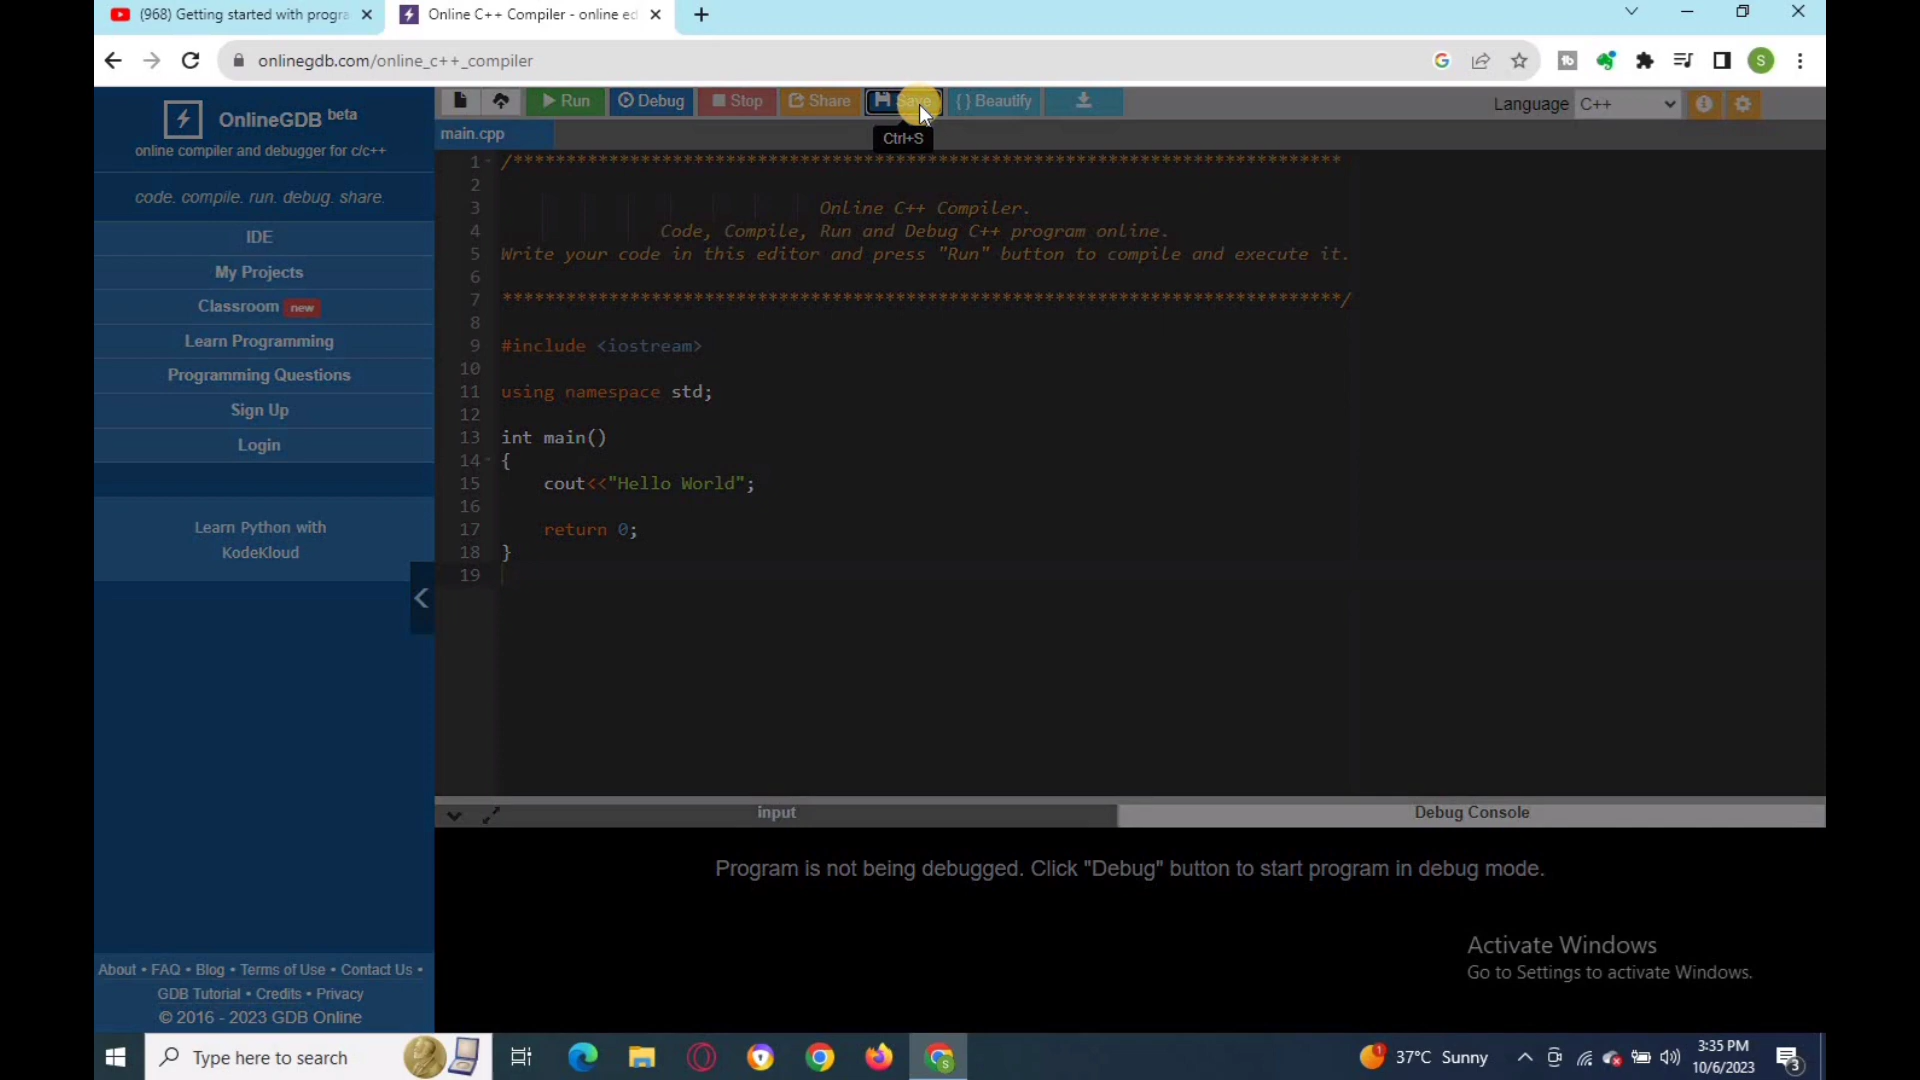 (968) Getting started with progra
Online C++ Compiler - online ed
onlinegdb.com/online_c++_compiler
S
OnlineGDB beta
online compiler and debugger for c/c++
code. compile. run. debug. share.
IDE
My Projects
Classroom new
Learn Programming
Programming Questions
Sign Up
Login
Learn Python with
KodeKloud
About • FAQ • Blog • Terms of Use • Contact Us •
GDB Tutorial • Credits • Privacy
© 2016 - 2023 GDB Online
Run Debug Stop Share Save { } Beautify
Language C++
Ctrl+S
main.cpp
1 /******************************************************************************
2
3 Online C++ Compiler.
4 Code, Compile, Run and Debug C++ program online.
5 Write your code in this editor and press "Run" button to compile and execute it.
6
7 *******************************************************************************/
8
9 #include <iostream>
10
11 using namespace std;
12
13 int main()
14 {
15 cout<<"Hello World";
16
17 return 0;
18 }
19
input
Debug Console
Program is not being debugged. Click "Debug" button to start program in debug mode.
Activate Windows
Go to Settings to activate Windows.
Type here to search
37°C Sunny
3:35 PM
10/6/2023
3